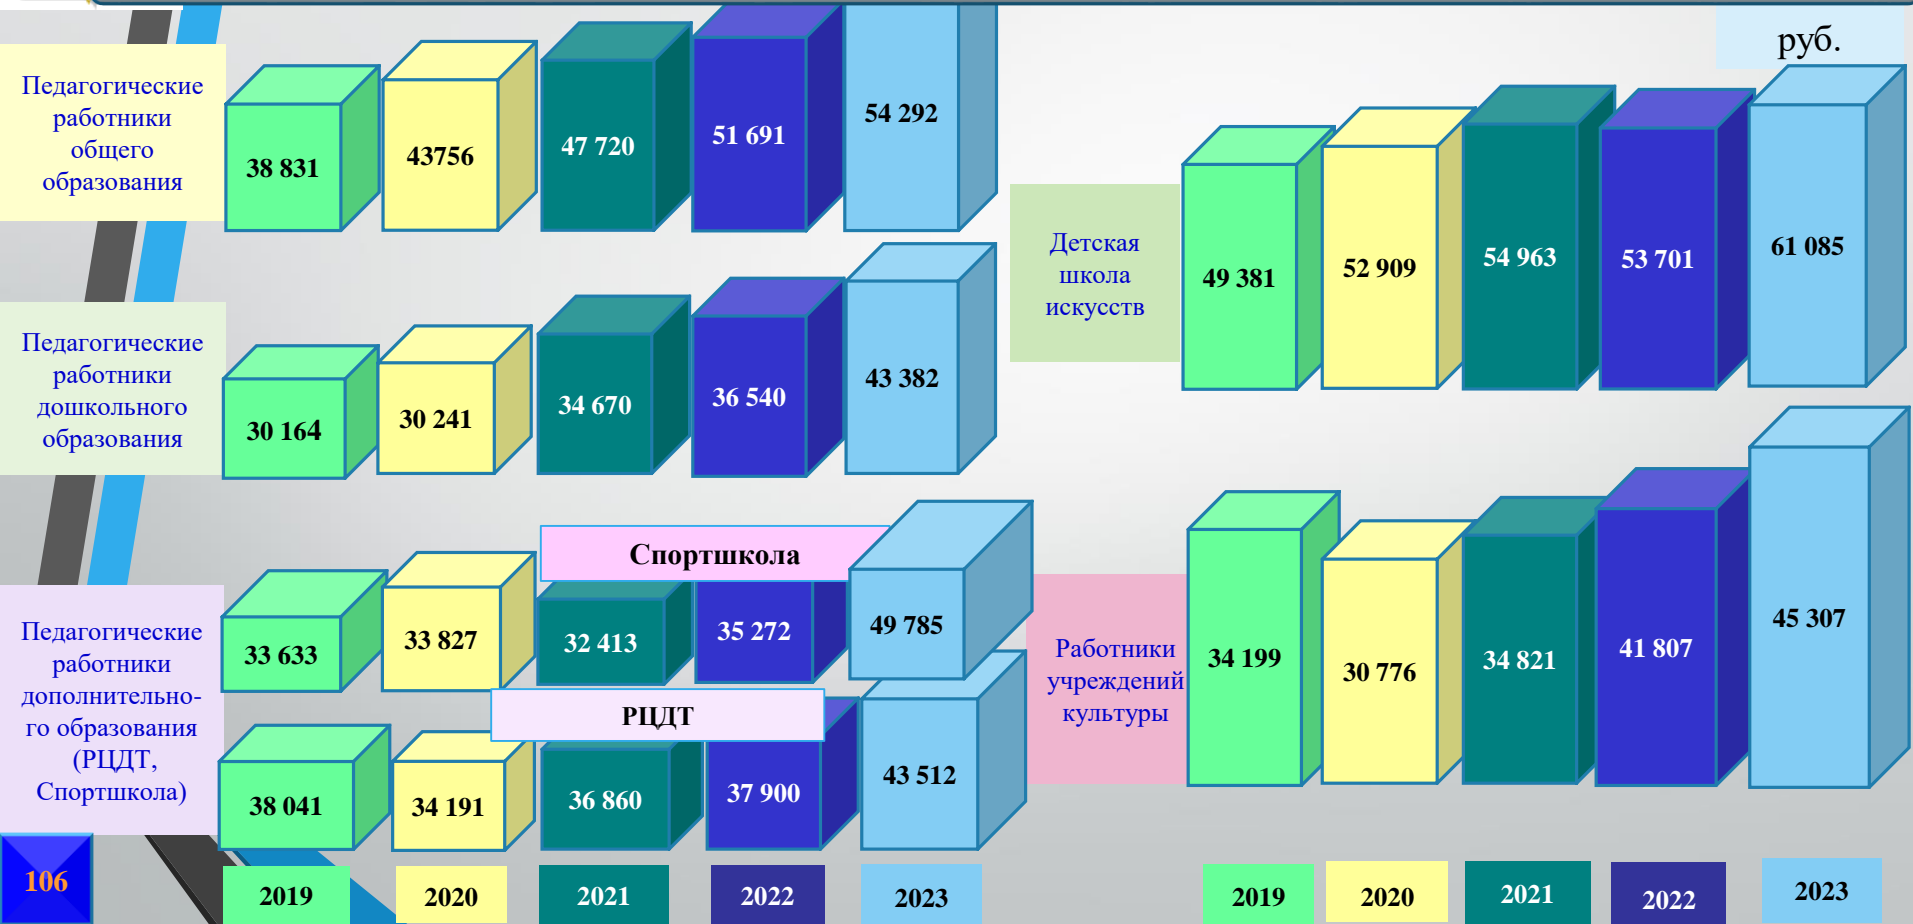 руб.
Педагогические
работники
общего
образования
38 831
43756
47 720
51 691
54 292
Детская
школа
искусств
49 381
52 909
54 963
53 701
61 085
Педагогические
работники
дошкольного
образования
30 164
30 241
34 670
36 540
43 382
Педагогические
работники
дополнительно-
го образования
(РЦДТ,
Спортшкола)
Спортшкола
33 633
33 827
32 413
35 272
49 785
РЦДТ
38 041
34 191
36 860
37 900
43 512
Работники
учреждений
культуры
34 199
30 776
34 821
41 807
45 307
106
2019
2020
2021
2022
2023
2019
2020
2021
2022
2023